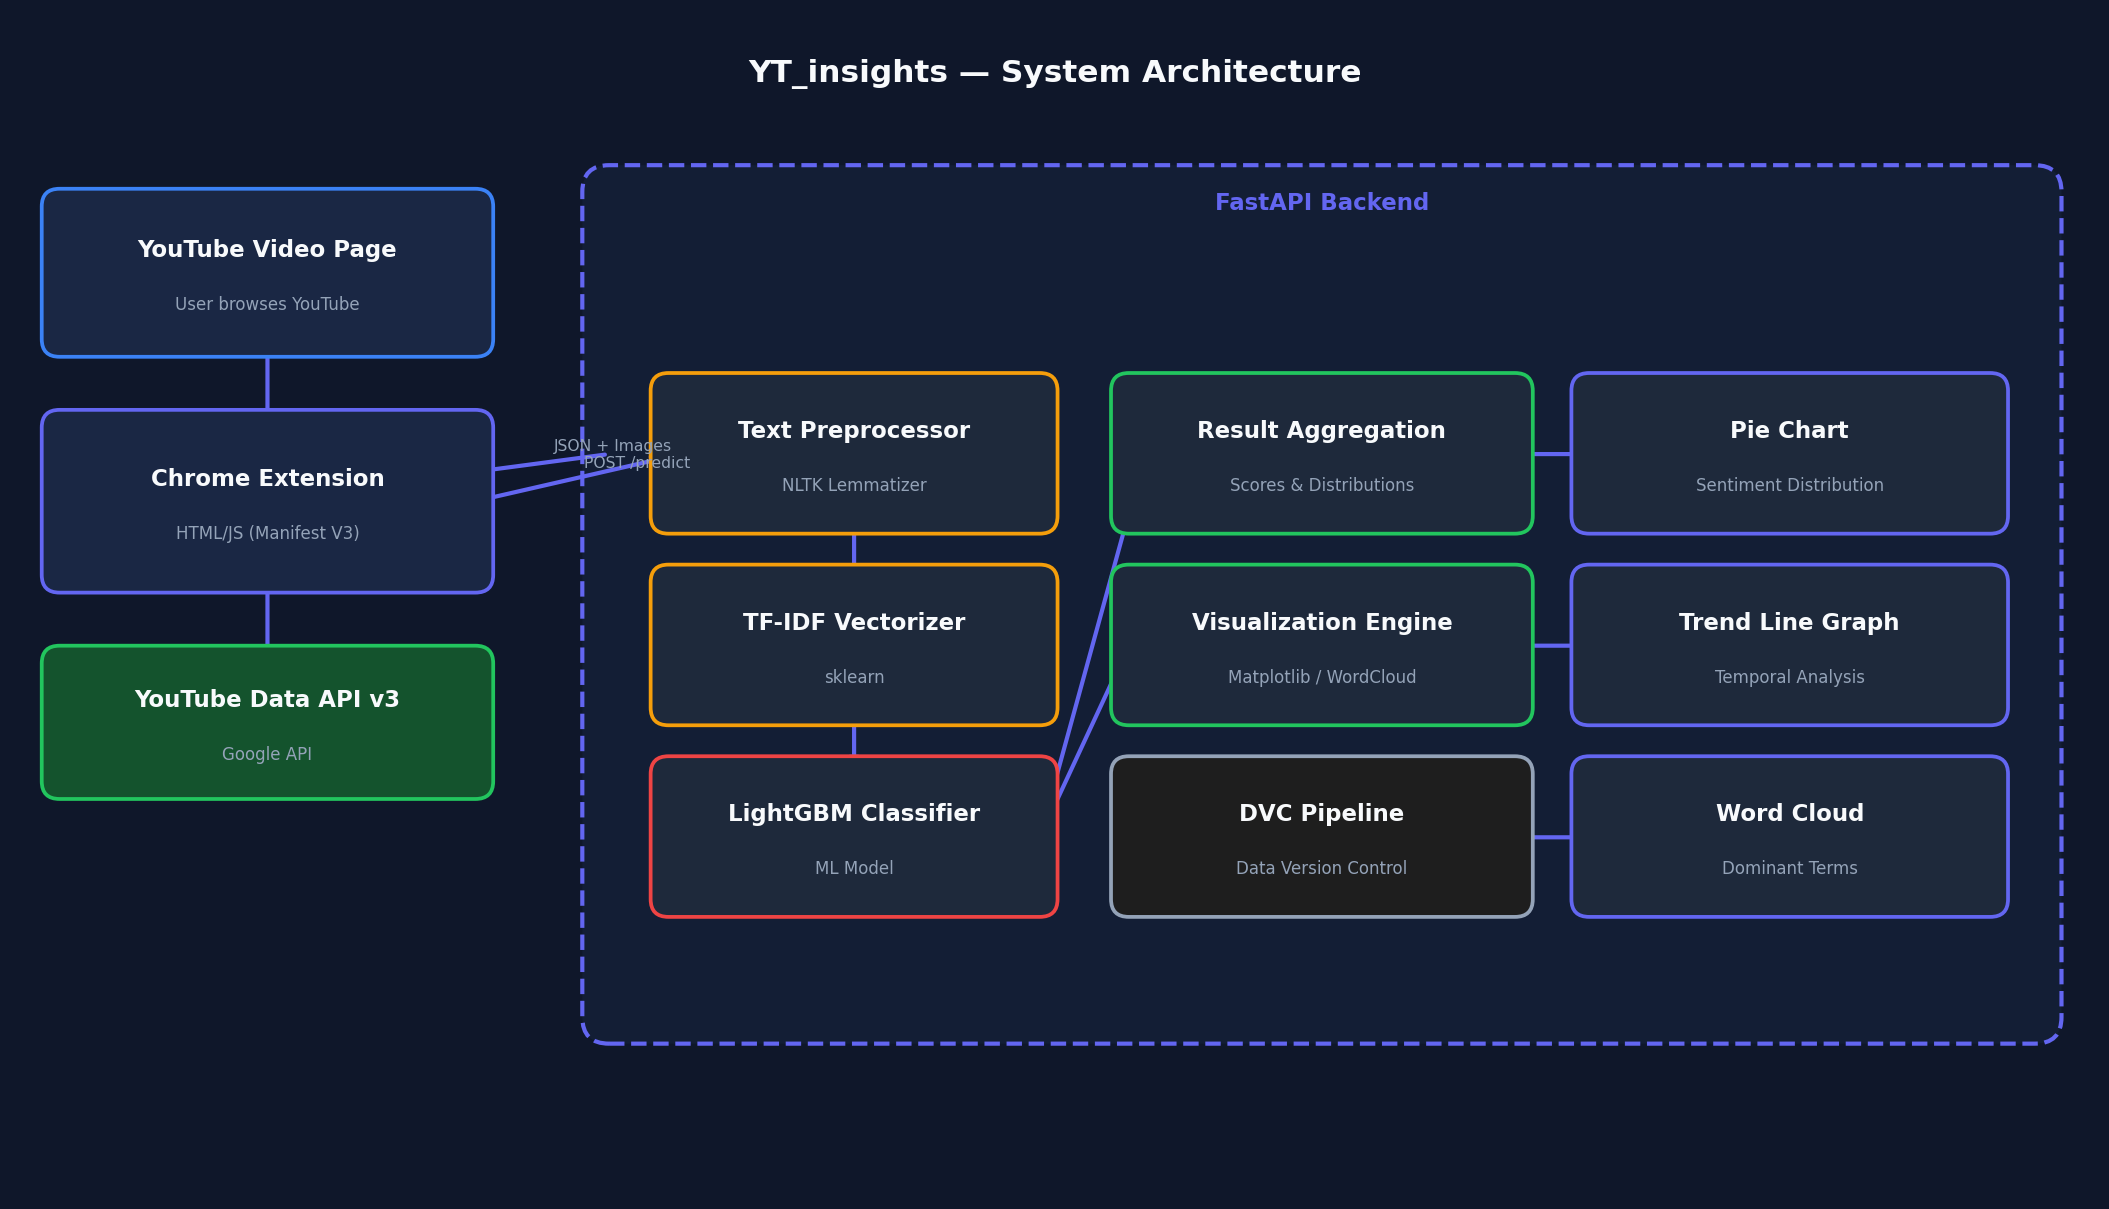 YT_insights — System Architecture
YouTube Video Page
User browses YouTube
Chrome Extension
HTML/JS (Manifest V3)
YouTube Data API v3
Google API
JSON + Images
POST /predict
FastAPI Backend
Text Preprocessor
NLTK Lemmatizer
TF-IDF Vectorizer
sklearn
LightGBM Classifier
ML Model
Result Aggregation
Scores & Distributions
Visualization Engine
Matplotlib / WordCloud
DVC Pipeline
Data Version Control
Pie Chart
Sentiment Distribution
Trend Line Graph
Temporal Analysis
Word Cloud
Dominant Terms